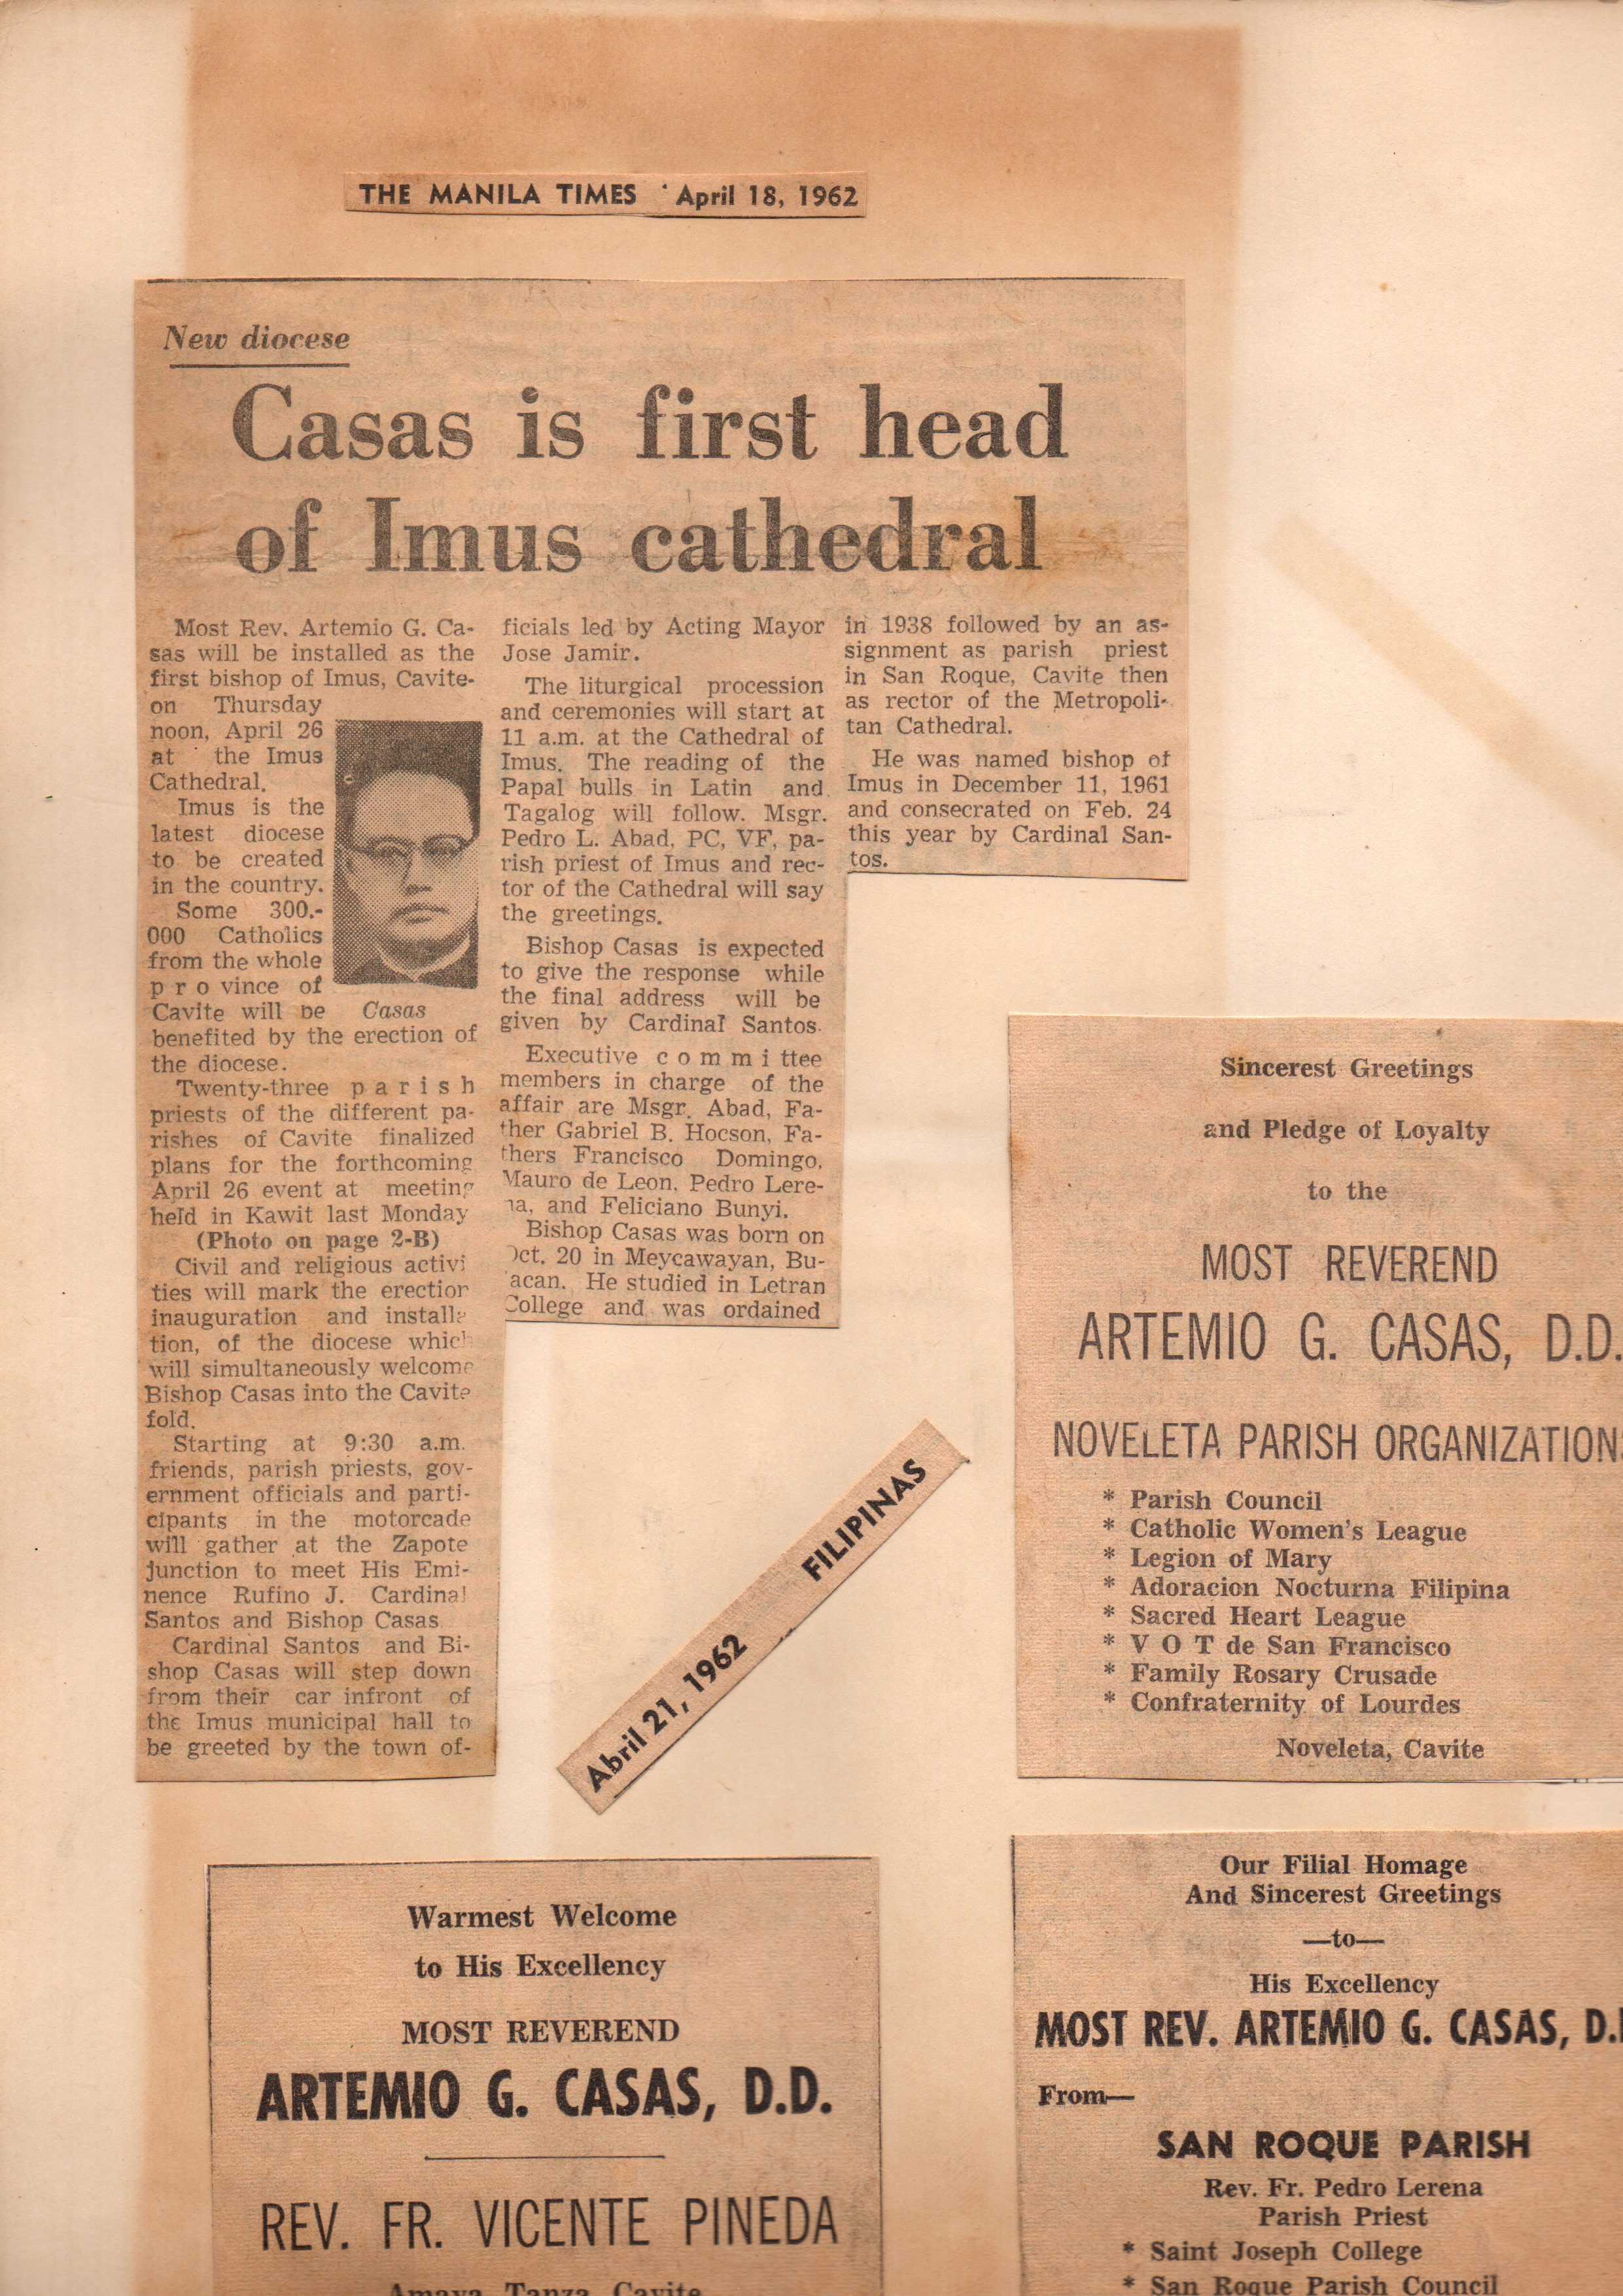 THE MANILA TIMES April 18, 1962
New diocese
Casas is first head
of Imus cathedral
Most Rev. Artemio G. Ca-
sas will be installed as the
first bishop of Imus, Cavite-
on Thursday
noon, April 26
at the Imus
Cathedral.
Imus is the
latest diocese
to be created
in the country.
Some 300.-
000 Catholics
from the whole
pro vince of
Cavite will be
Casas
benefited by the erection of
the diocese.
Twenty-three parish
priests of the different pa-
rishes of Cavite finalized
plans for the forthcoming
April 26 event at meeting
held in Kawit last Monday
(Photo on page 2-B)
Civil and religious activi
ties will mark the erection
inauguration and installa
tion, of the diocese which
will simultaneously welcome
Bishop Casas into the Cavite
fold.
Starting at 9:30 a.m.
friends, parish priests, gov-
ernment officials and parti-
cipants in the motorcade
will gather at the Zapote
junction to meet His Emi-
nence Rufino J. Cardinal
Santos and Bishop Casas
Cardinal Santos and Bi-
shop Casas will step down
from their car infront of
the Imus municipal hall to
be greeted by the town of-
ficials led by Acting Mayor
Jose Jamir.
The liturgical procession
and ceremonies will start at
11 a.m. at the Cathedral of
Imus. The reading of the
Papal bulls in Latin and
Tagalog will follow. Msgr.
Pedro L. Abad, PC, VF, pa-
rish priest of Imus and rec-
tor of the Cathedral will say
the greetings.
Bishop Casas is expected
to give the response while
the final address will be
given by Cardinal Santos.
Executive committee
members in charge of the
affair are Msgr. Abad, Fa-
ther Gabriel B. Hocson, Fa-
thers Francisco Domingo,
Mauro de Leon, Pedro Lere-
na, and Feliciano Bunyi.
Bishop Casas was born on
Oct. 20 in Meycawayan, Bu-
acan. He studied in Letran
College and was ordained
in 1938 followed by an as-
signment as parish priest
in San Roque, Cavite then
as rector of the Metropoli-
tan Cathedral.
He was named bishop of
Imus in December 11, 1961
and consecrated on Feb. 24
this year by Cardinal San-
tos.
Abril 21, 1962 FILIPINAS
Sincerest Greetings
and Pledge of Loyalty
to the
MOST REVEREND
ARTEMIO G. CASAS, D.D.
NOVELETA PARISH ORGANIZATIONS
* Parish Council
* Catholic Women's League
* Legion of Mary
* Adoracion Nocturna Filipina
* Sacred Heart League
* V O T de San Francisco
* Family Rosary Crusade
* Confraternity of Lourdes
Noveleta, Cavite
Warmest Welcome
to His Excellency
MOST REVEREND
ARTEMIO G. CASAS, D.D.
REV. FR. VICENTE PINEDA
Amaya, Tanza, Cavite
Our Filial Homage
And Sincerest Greetings
—to—
His Excellency
MOST REV. ARTEMIO G. CASAS, D.
From—
SAN ROQUE PARISH
Rev. Fr. Pedro Lerena
Parish Priest
* Saint Joseph College
* San Roque Parish Council